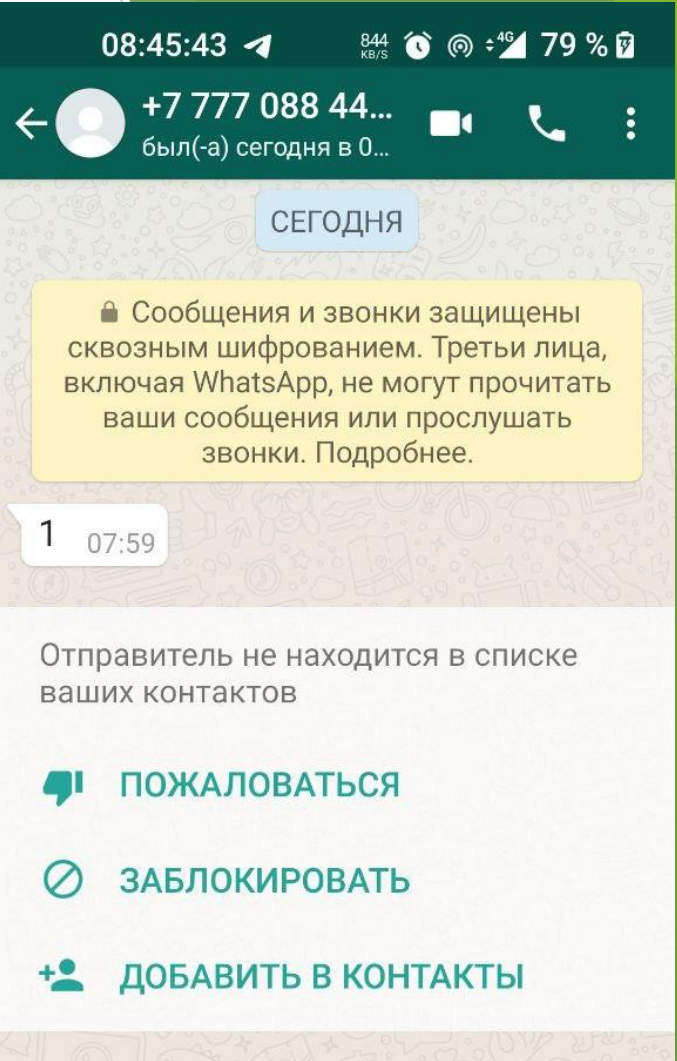 08:45:43 844 KB/S 4G 79 %
+7 777 088 44...
был(-а) сегодня в 0...
СЕГОДНЯ
Сообщения и звонки защищены
сквозным шифрованием. Третьи лица,
включая WhatsApp, не могут прочитать
ваши сообщения или прослушать
звонки. Подробнее.
1 07:59
Отправитель не находится в списке
ваших контактов
ПОЖАЛОВАТЬСЯ
ЗАБЛОКИРОВАТЬ
ДОБАВИТЬ В КОНТАКТЫ